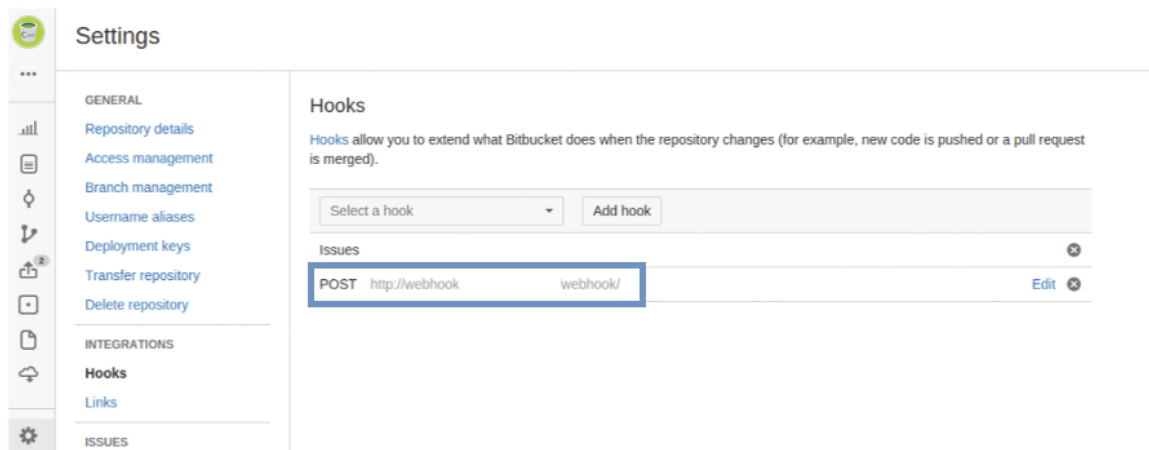 Settings
GENERAL
Repository details
Access management
Branch management
Username aliases
Deployment keys
Transfer repository
Delete repository
INTEGRATIONS
Hooks
Links
ISSUES
Hooks
Hooks allow you to extend what Bitbucket does when the repository changes (for example, new code is pushed or a pull request
is merged).
Select a hook Add hook
Issues
POST http://webhook webhook/ Edit
2